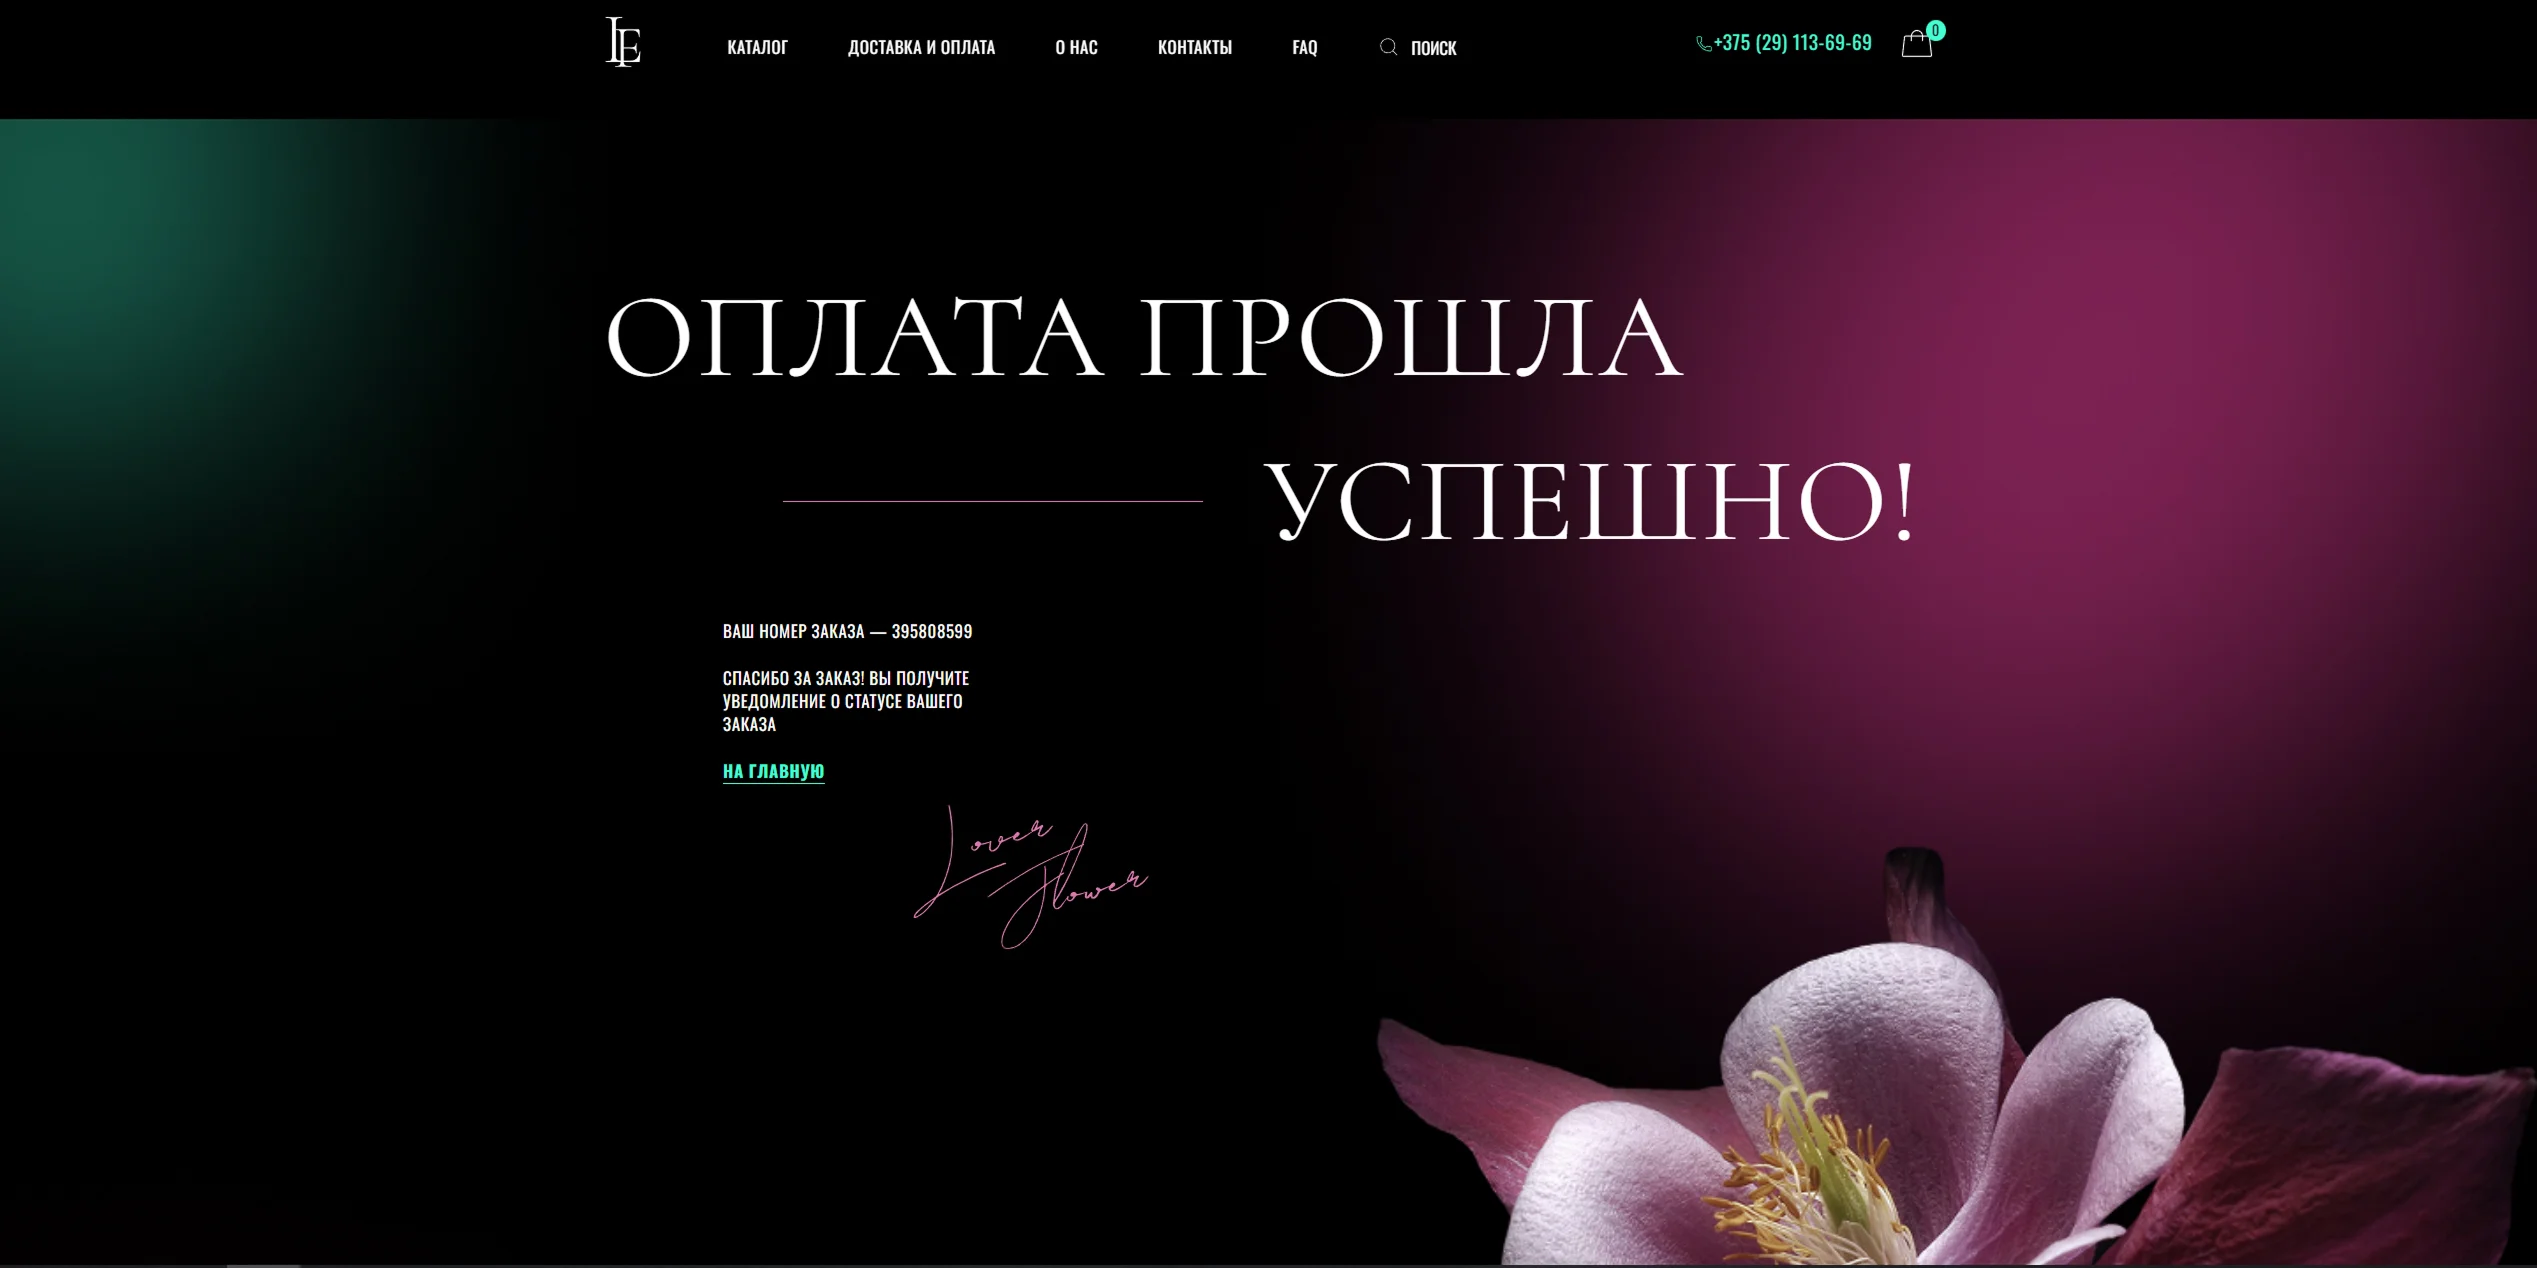 LF
КАТАЛОГ ДОСТАВКА И ОПЛАТА О НАС КОНТАКТЫ FAQ ПОИСК +375 (29) 113-69-69 0
ОПЛАТА ПРОШЛА
УСПЕШНО!
ВАШ НОМЕР ЗАКАЗА — 395808599
СПАСИБО ЗА ЗАКАЗ! ВЫ ПОЛУЧИТЕ
УВЕДОМЛЕНИЕ О СТАТУСЕ ВАШЕГО
ЗАКАЗА
НА ГЛАВНУЮ
Lover
Flower